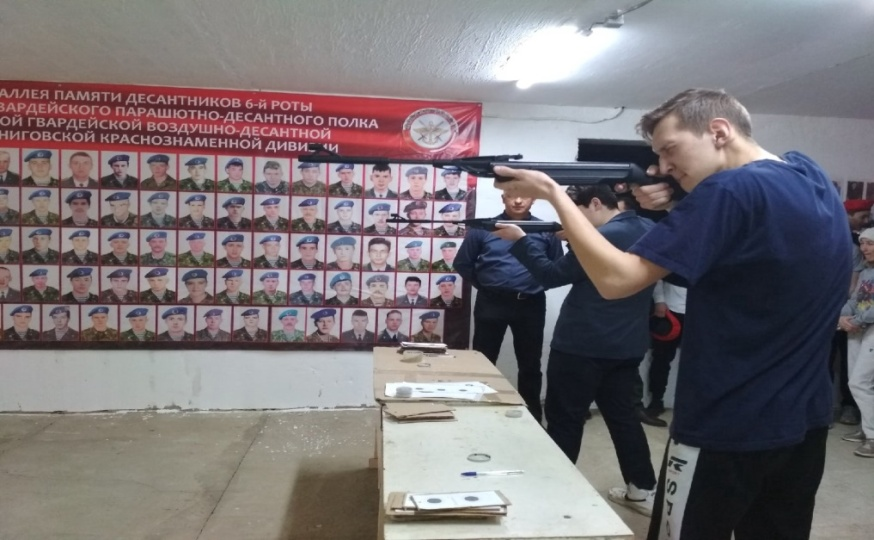 АЛЛЕЯ ПАМЯТИ ДЕСАНТНИКОВ 6-й РОТЫ
ВАРДЕЙСКОГО ПАРАШЮТНО-ДЕСАНТНОГО ПОЛКА
ОЙ ГВАРДЕЙСКОЙ ВОЗДУШНО-ДЕСАНТНОЙ
НИГОВСКОЙ КРАСНОЗНАМЕННОЙ ДИВИЗИИ